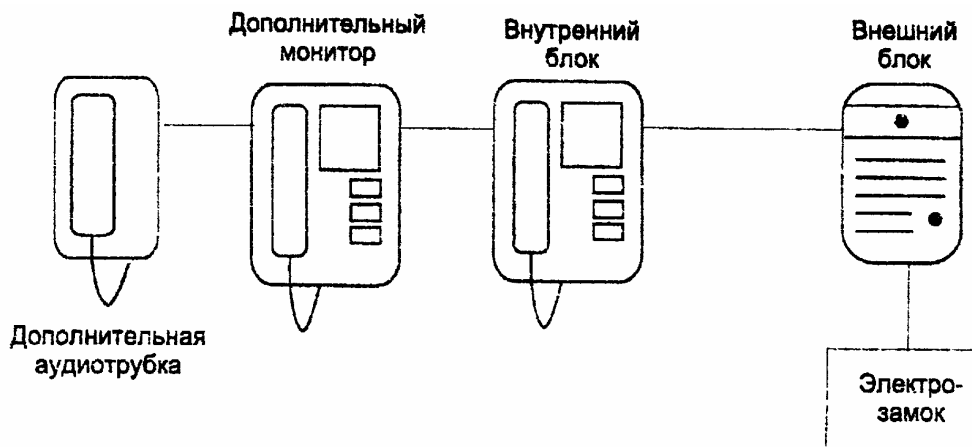 Дополнительный
монитор
Внутренний
блок
Внешний
блок
Дополнительная
аудиотрубка
Электро-
замок